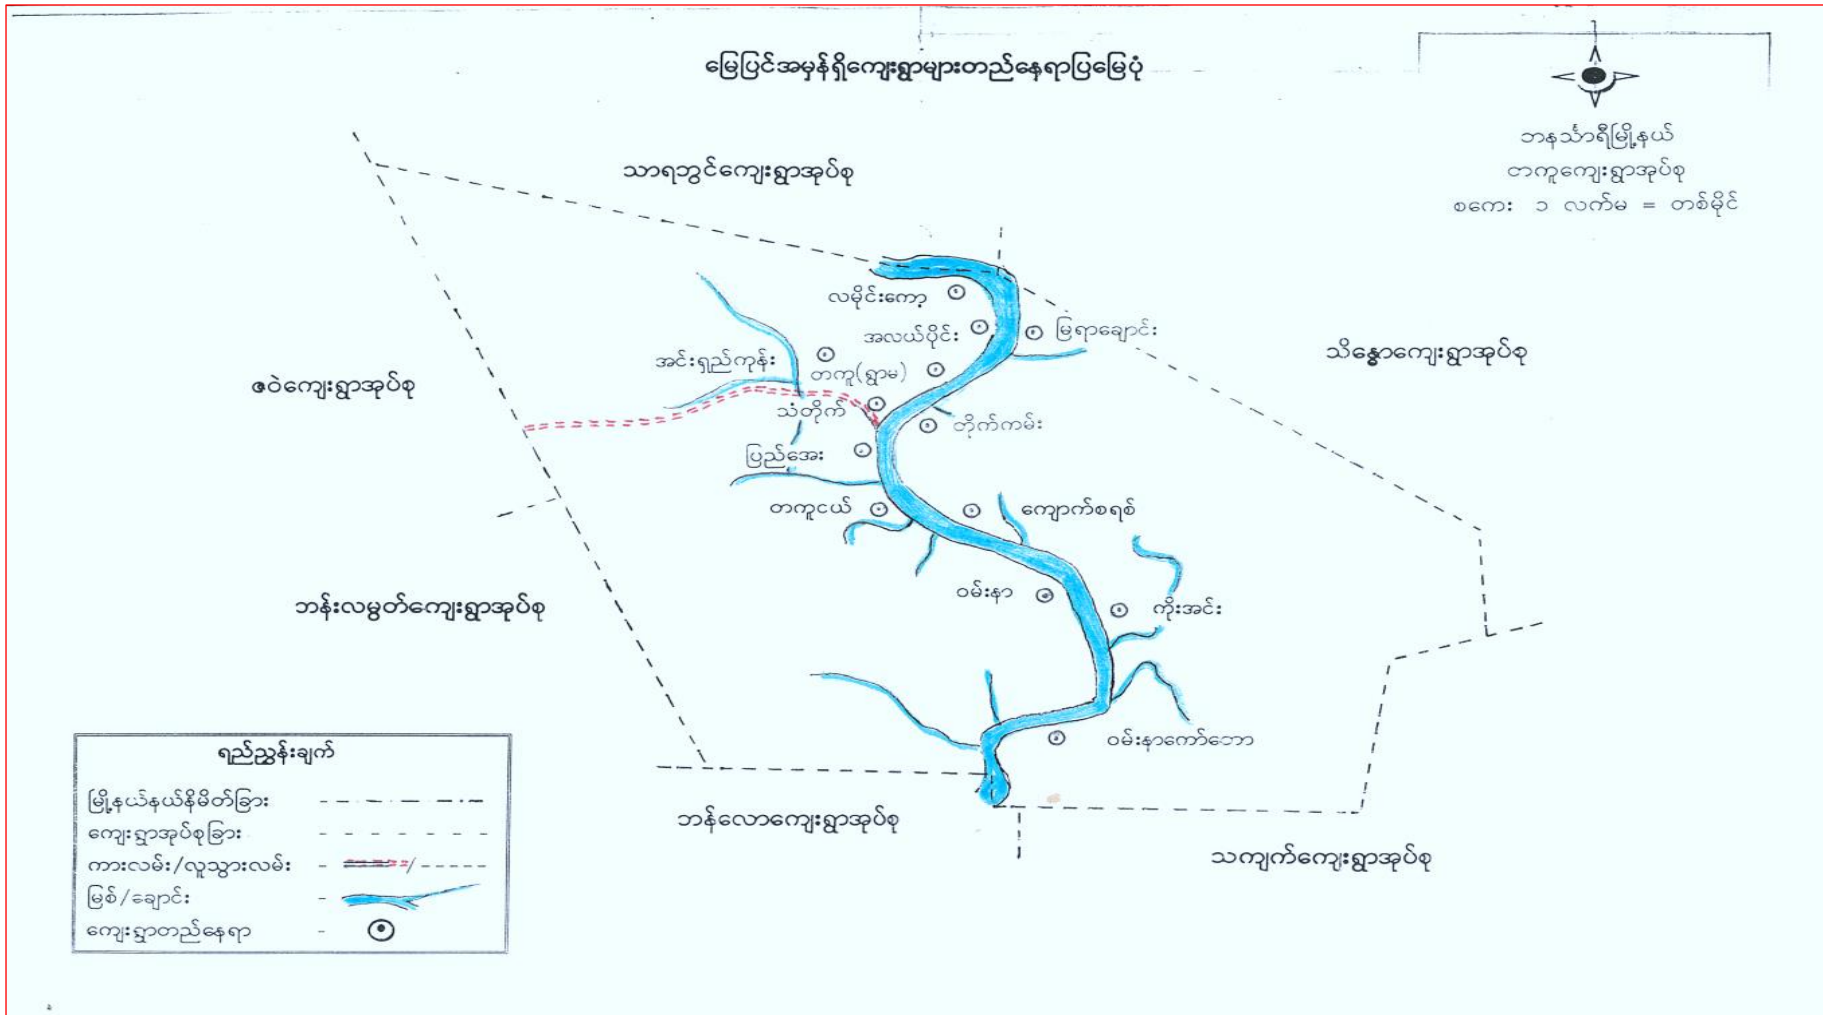 မြေပြင်အမှန်ရှိကျေးရွာများတည်နေရာပြမြေပုံ
ဘနင်္သာရီမြို့နယ်
ငာကူကျေးရွာအုပ်စု
စကေး ၁ လက်မ = တစ်မိုင်
သာရဘွင်ကျေးရွာအုပ်စု
လမိုင်းကော့
အလယ်ပိုင်း
မြရာချောင်း
သိန္ဓောကျေးရွာအုပ်စု
အင်းရှည်ကုန်း
တကူ(ရွာမ)
ဇဝဲကျေးရွာအုပ်စု
သံတိုက်
ဘိုက်ကမ်း
ပြည်အေး
တကူငယ်
ကျောက်စရစ်
ဘန်းလမွတ်ကျေးရွာအုပ်စု
ဝမ်းနာ
ကိုးအင်း
ဝမ်းနာကော်ဘော
ဘန်လောကျေးရွာအုပ်စု
သကျက်ကျေးရွာအုပ်စု
ရည်ညွှန်းချက်
မြို့နယ်နယ်နိမိတ်ခြား
ကျေးရွာအုပ်စုခြား
ကားလမ်း/လူသွားလမ်း
မြစ်/ချောင်း
ကျေးရွာတည်နေရာ